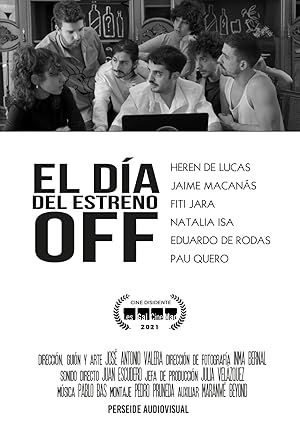 EL DÍA
DEL ESTRENO
OFF
HEREN DE LUCAS
JAIME MACANÁS
FITI JARA
NATALIA ISA
EDUARDO DE RODAS
PAU QUERO
CINE DISIDENTE
2021
DIRECCIÓN, GUIÓN Y ARTE JOSÉ ANTONIO VALERA DIRECCIÓN DE FOTOGRAFÍA INMA BERNAL
SONIDO DIRECTO JUAN ESCUDERO JEFA DE PRODUCCIÓN JULIA VELÁZQUEZ
MÚSICA PABLO BAS MONTAJE PEDRO PRUNEDA AUXILIAR MARANWÉ BEYOND
PERSEIDE AUDIOVISUAL